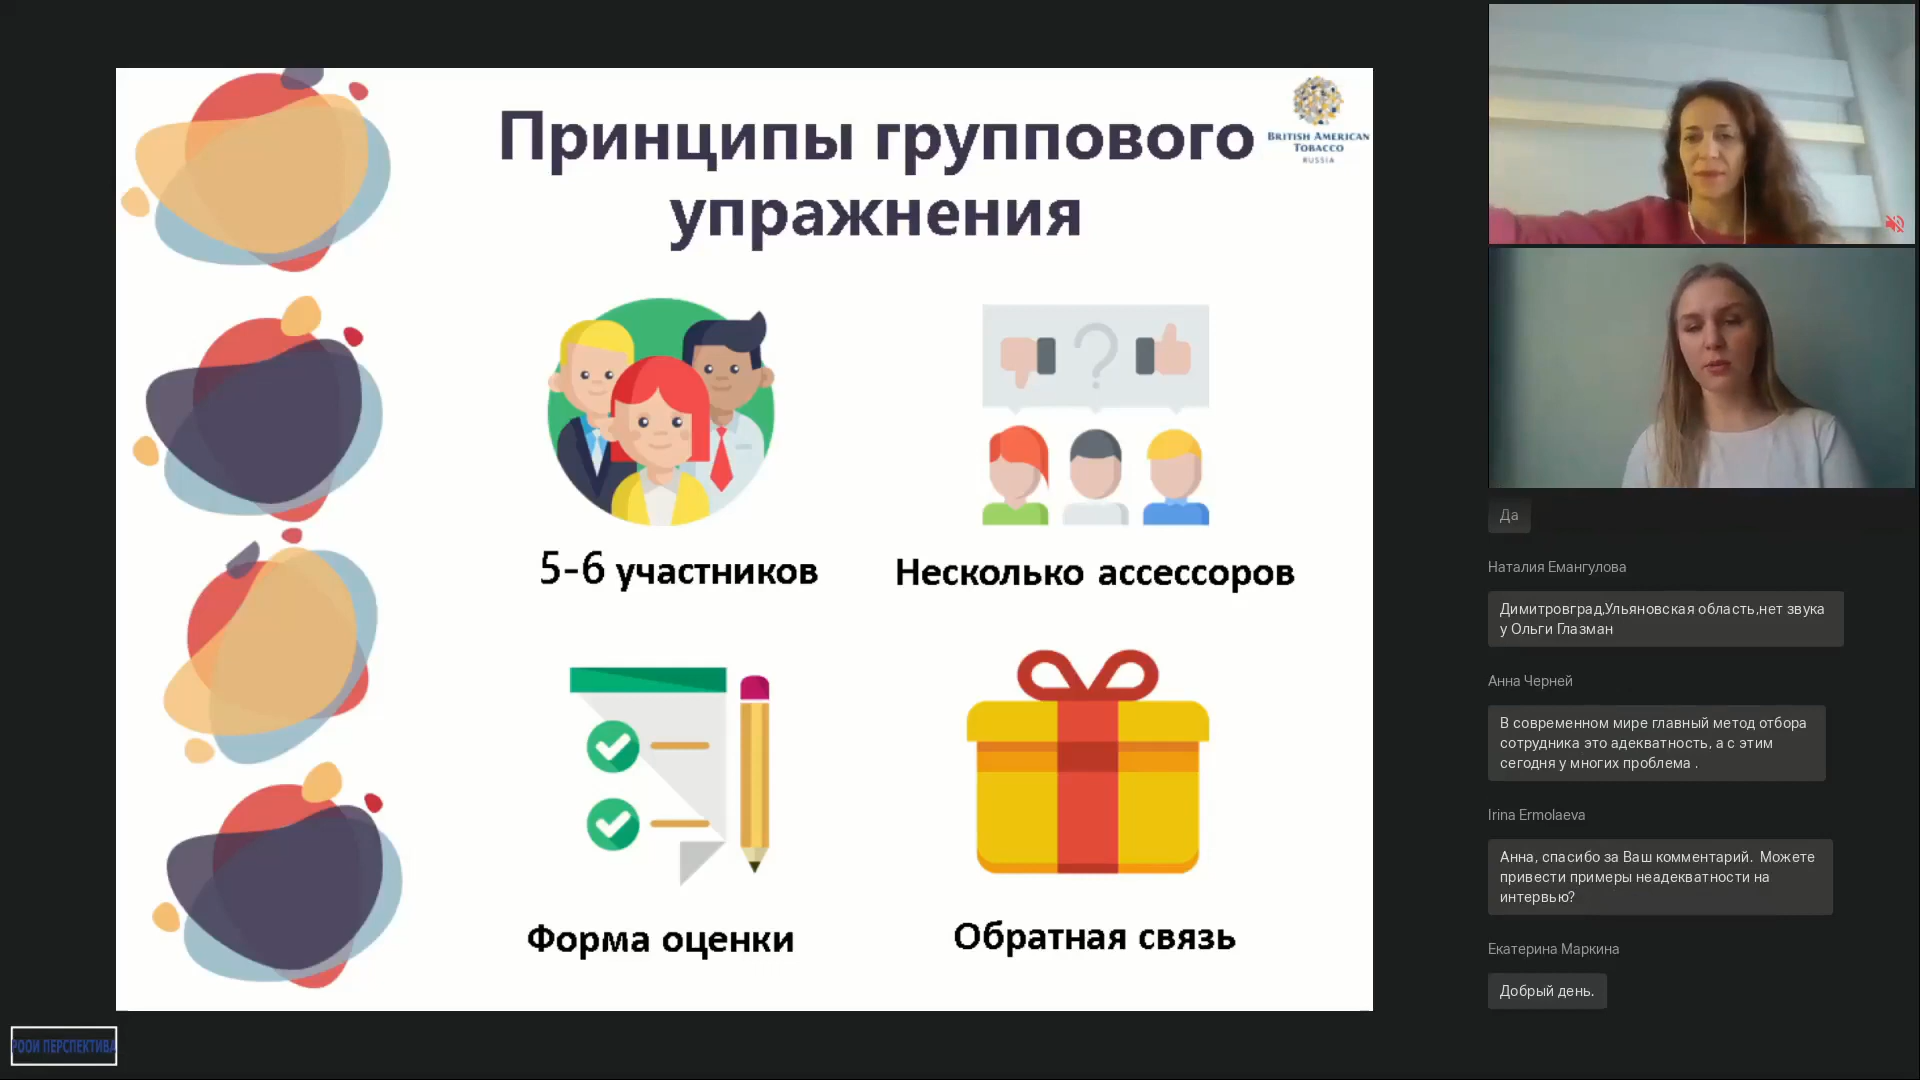 Принципы группового
упражнения
BRITISH AMERICAN
TOBACCO
RUSSIA
5-6 участников
Несколько ассессоров
Форма оценки
Обратная связь
РООИ ПЕРСПЕКТИВА
Да
Наталия Емангулова
Димитровград,Ульяновская область,нет звука
у Ольги Глазман
Анна Черней
В современном мире главный метод отбора
сотрудника это адекватность, а с этим
сегодня у многих проблема .
Irina Ermolaeva
Анна, спасибо за Ваш комментарий. Можете
привести примеры неадекватности на
интервью?
Екатерина Маркина
Добрый день.